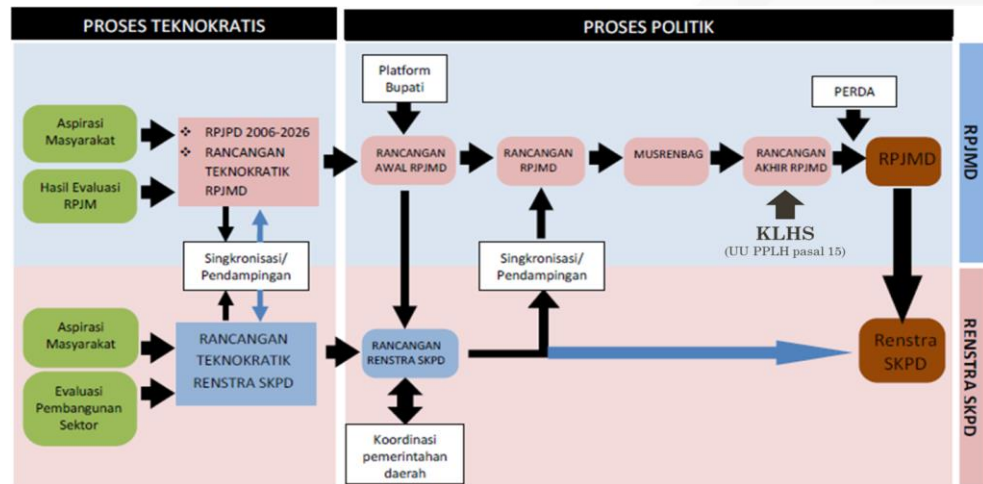 PROSES TEKNOKRATIS
PROSES POLITIK
Platform
Bupati
PERDA
Aspirasi
Masyarakat
Hasil Evaluasi
RPJM
❖ RPJPD 2006-2026
❖ RANCANGAN
TEKNOKRATIK
RPJMD
RANCANGAN
AWAL RPJMD
RANCANGAN
RPJMD
MUSRENBAG
RANCANGAN
AKHIR RPJMD
RPJMD
RPJMD
KLHS
(UU PPLH pasal 15)
Singkronisasi/
Pendampingan
Singkronisasi/
Pendampingan
Aspirasi
Masyarakat
Evaluasi
Pembangunan
Sektor
RANCANGAN
TEKNOKRATIK
RENSTRA SKPD
RANCANGAN
RENSTRA SKPD
Renstra
SKPD
RENSTRA SKPD
Koordinasi
pemerintahan
daerah